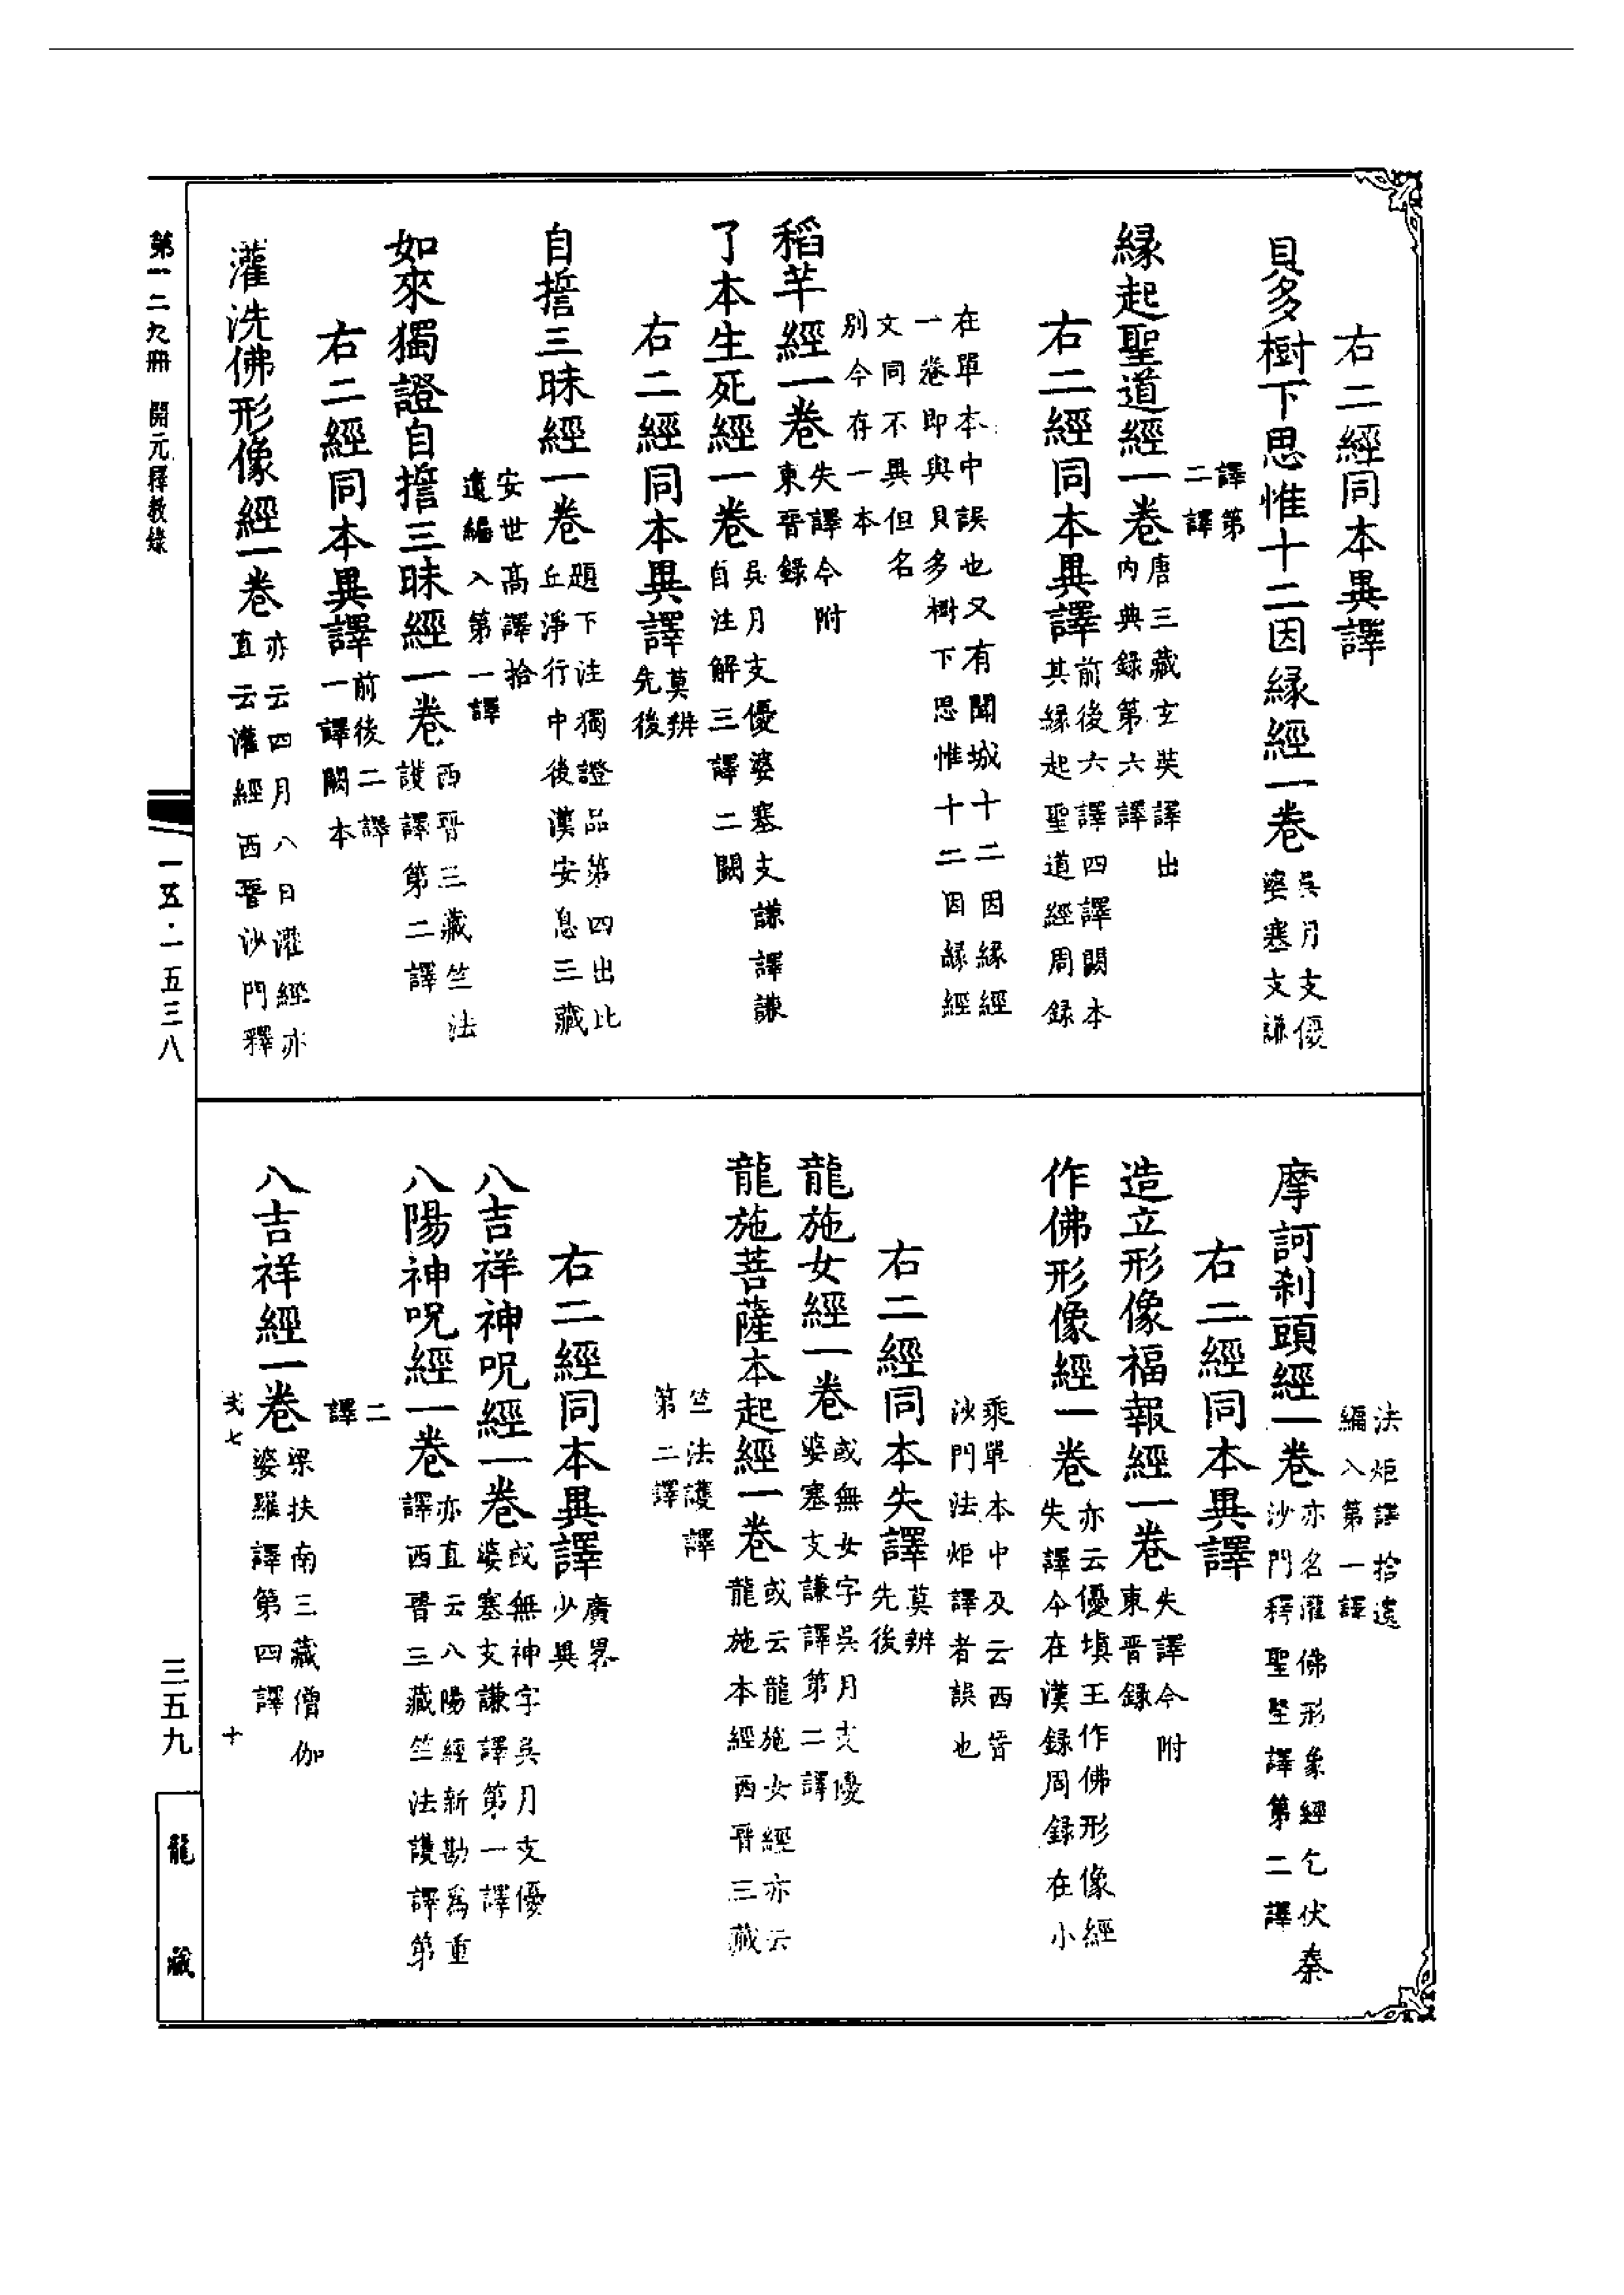 右二經同本異譯
貝多樹下思惟十二因緣經一卷吳月支優
婆塞支謙
譯第
二譯
緣起聖道經一卷唐三藏玄奘譯出
內典錄第六譯
右二經同本異譯前後六譯四譯闕本
其緣起聖道經周錄
在單本中誤也又有聞城十二因緣經
一卷即與貝多樹下思惟十二因緣經
文同不異但名
別今存一本
稻芉經一卷失譯今附
東晉錄
了本生死經一卷吳月支優婆塞支謙譯謙
自注解三譯二闕
右二經同本異譯莫辨
先後
自誓三昧經一卷題下注獨證品第四出比
丘淨行中後漢安息三藏
安世高譯拾
遺編入第一譯
如來獨證自誓三昧經一卷西晉三藏竺法
護譯第二譯
右二經同本異譯前後二譯
一譯闕本
灌洗佛形像經一卷亦云四月八日灌經亦
直云灌經西晉沙門釋
法炬譯拾遺
編入第一譯
摩訶剎頭經一卷亦名灌佛形象經乞伏秦
沙門釋聖堅譯第二譯
右二經同本異譯
造立形像福報經一卷失譯今附
東晉錄
作佛形像經一卷亦云優填王作佛形像經
失譯今在漢錄周錄在小
乘單本中及云西晉
沙門法炬譯者誤也
右二經同本失譯莫辨
先後
龍施女經一卷或無女字吳月支優
婆塞支謙譯第二譯
龍施菩薩本起經一卷或云龍施女經亦云
龍施本經西晉三藏
竺法護譯
第二譯
右二經同本異譯廣畧
少異
八吉祥神呪經一卷或無神字吳月支優
婆塞支謙譯第一譯
八陽神呪經一卷亦直云八陽經新勘為重
譯西晉三藏竺法護譯第
二
譯
八吉祥經一卷梁扶南三藏僧伽
婆羅譯第四譯
七
十
第一二九冊 開元釋教錄
一五·一五三八
三五九
龍藏